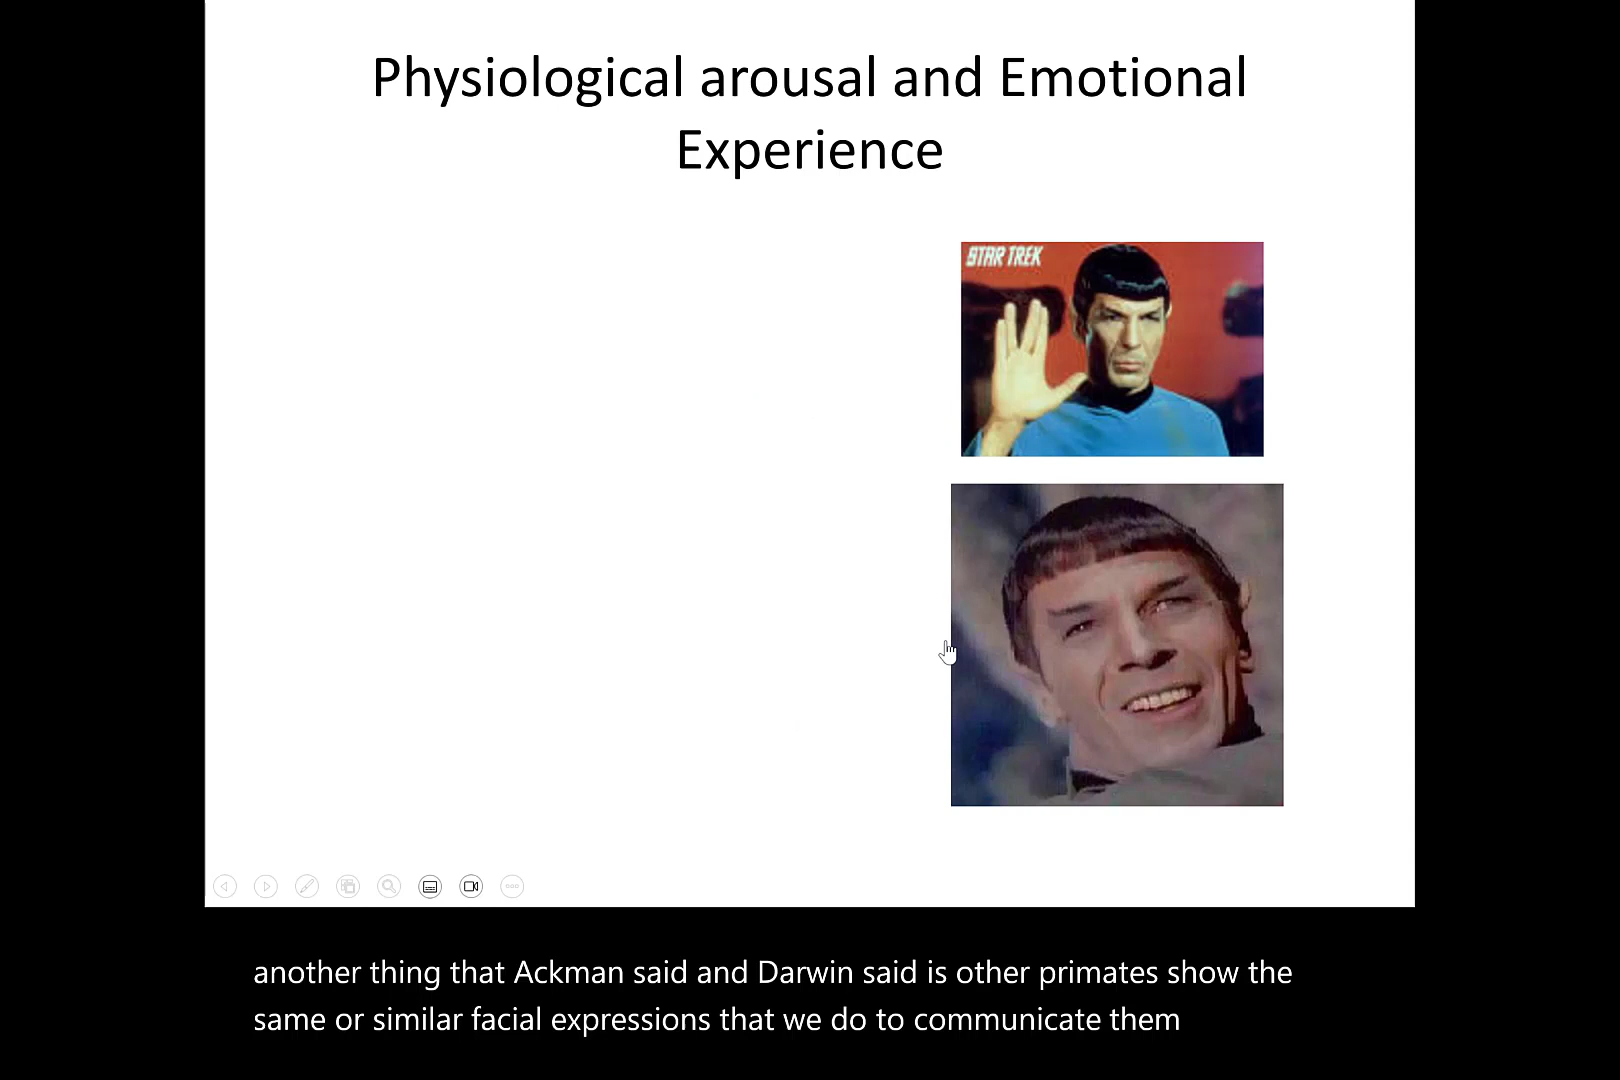 Physiological arousal and Emotional
Experience
STAR TREK
another thing that Ackman said and Darwin said is other primates show the
same or similar facial expressions that we do to communicate them